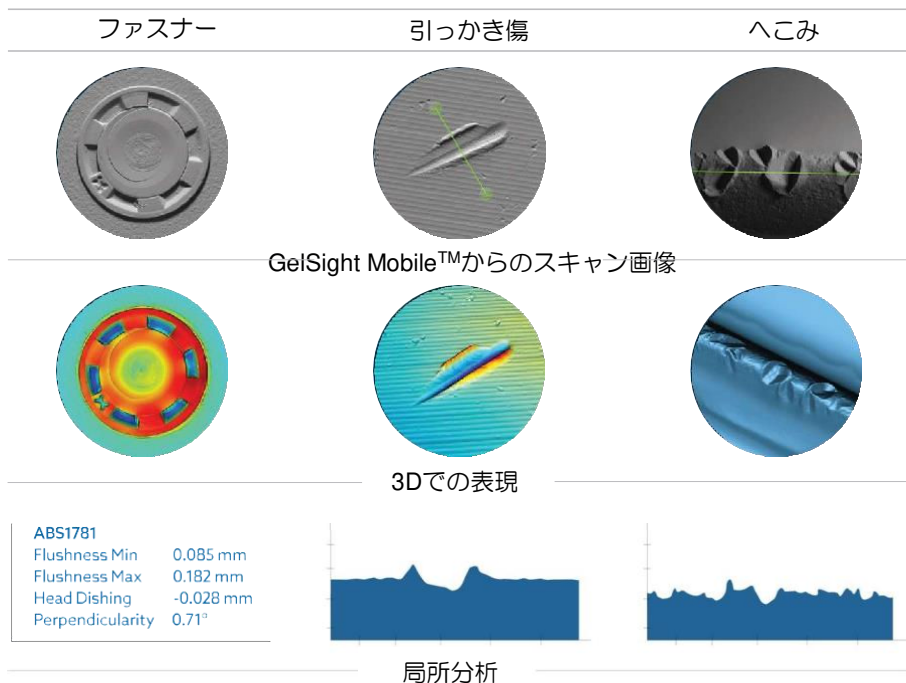 ファスナー
引っかき傷
へこみ
GelSight Mobile™からのスキャン画像
3Dでの表現
ABS1781
Flushness Min 0.085 mm
Flushness Max 0.182 mm
Head Dishing -0.028 mm
Perpendicularity 0.71°
局所分析